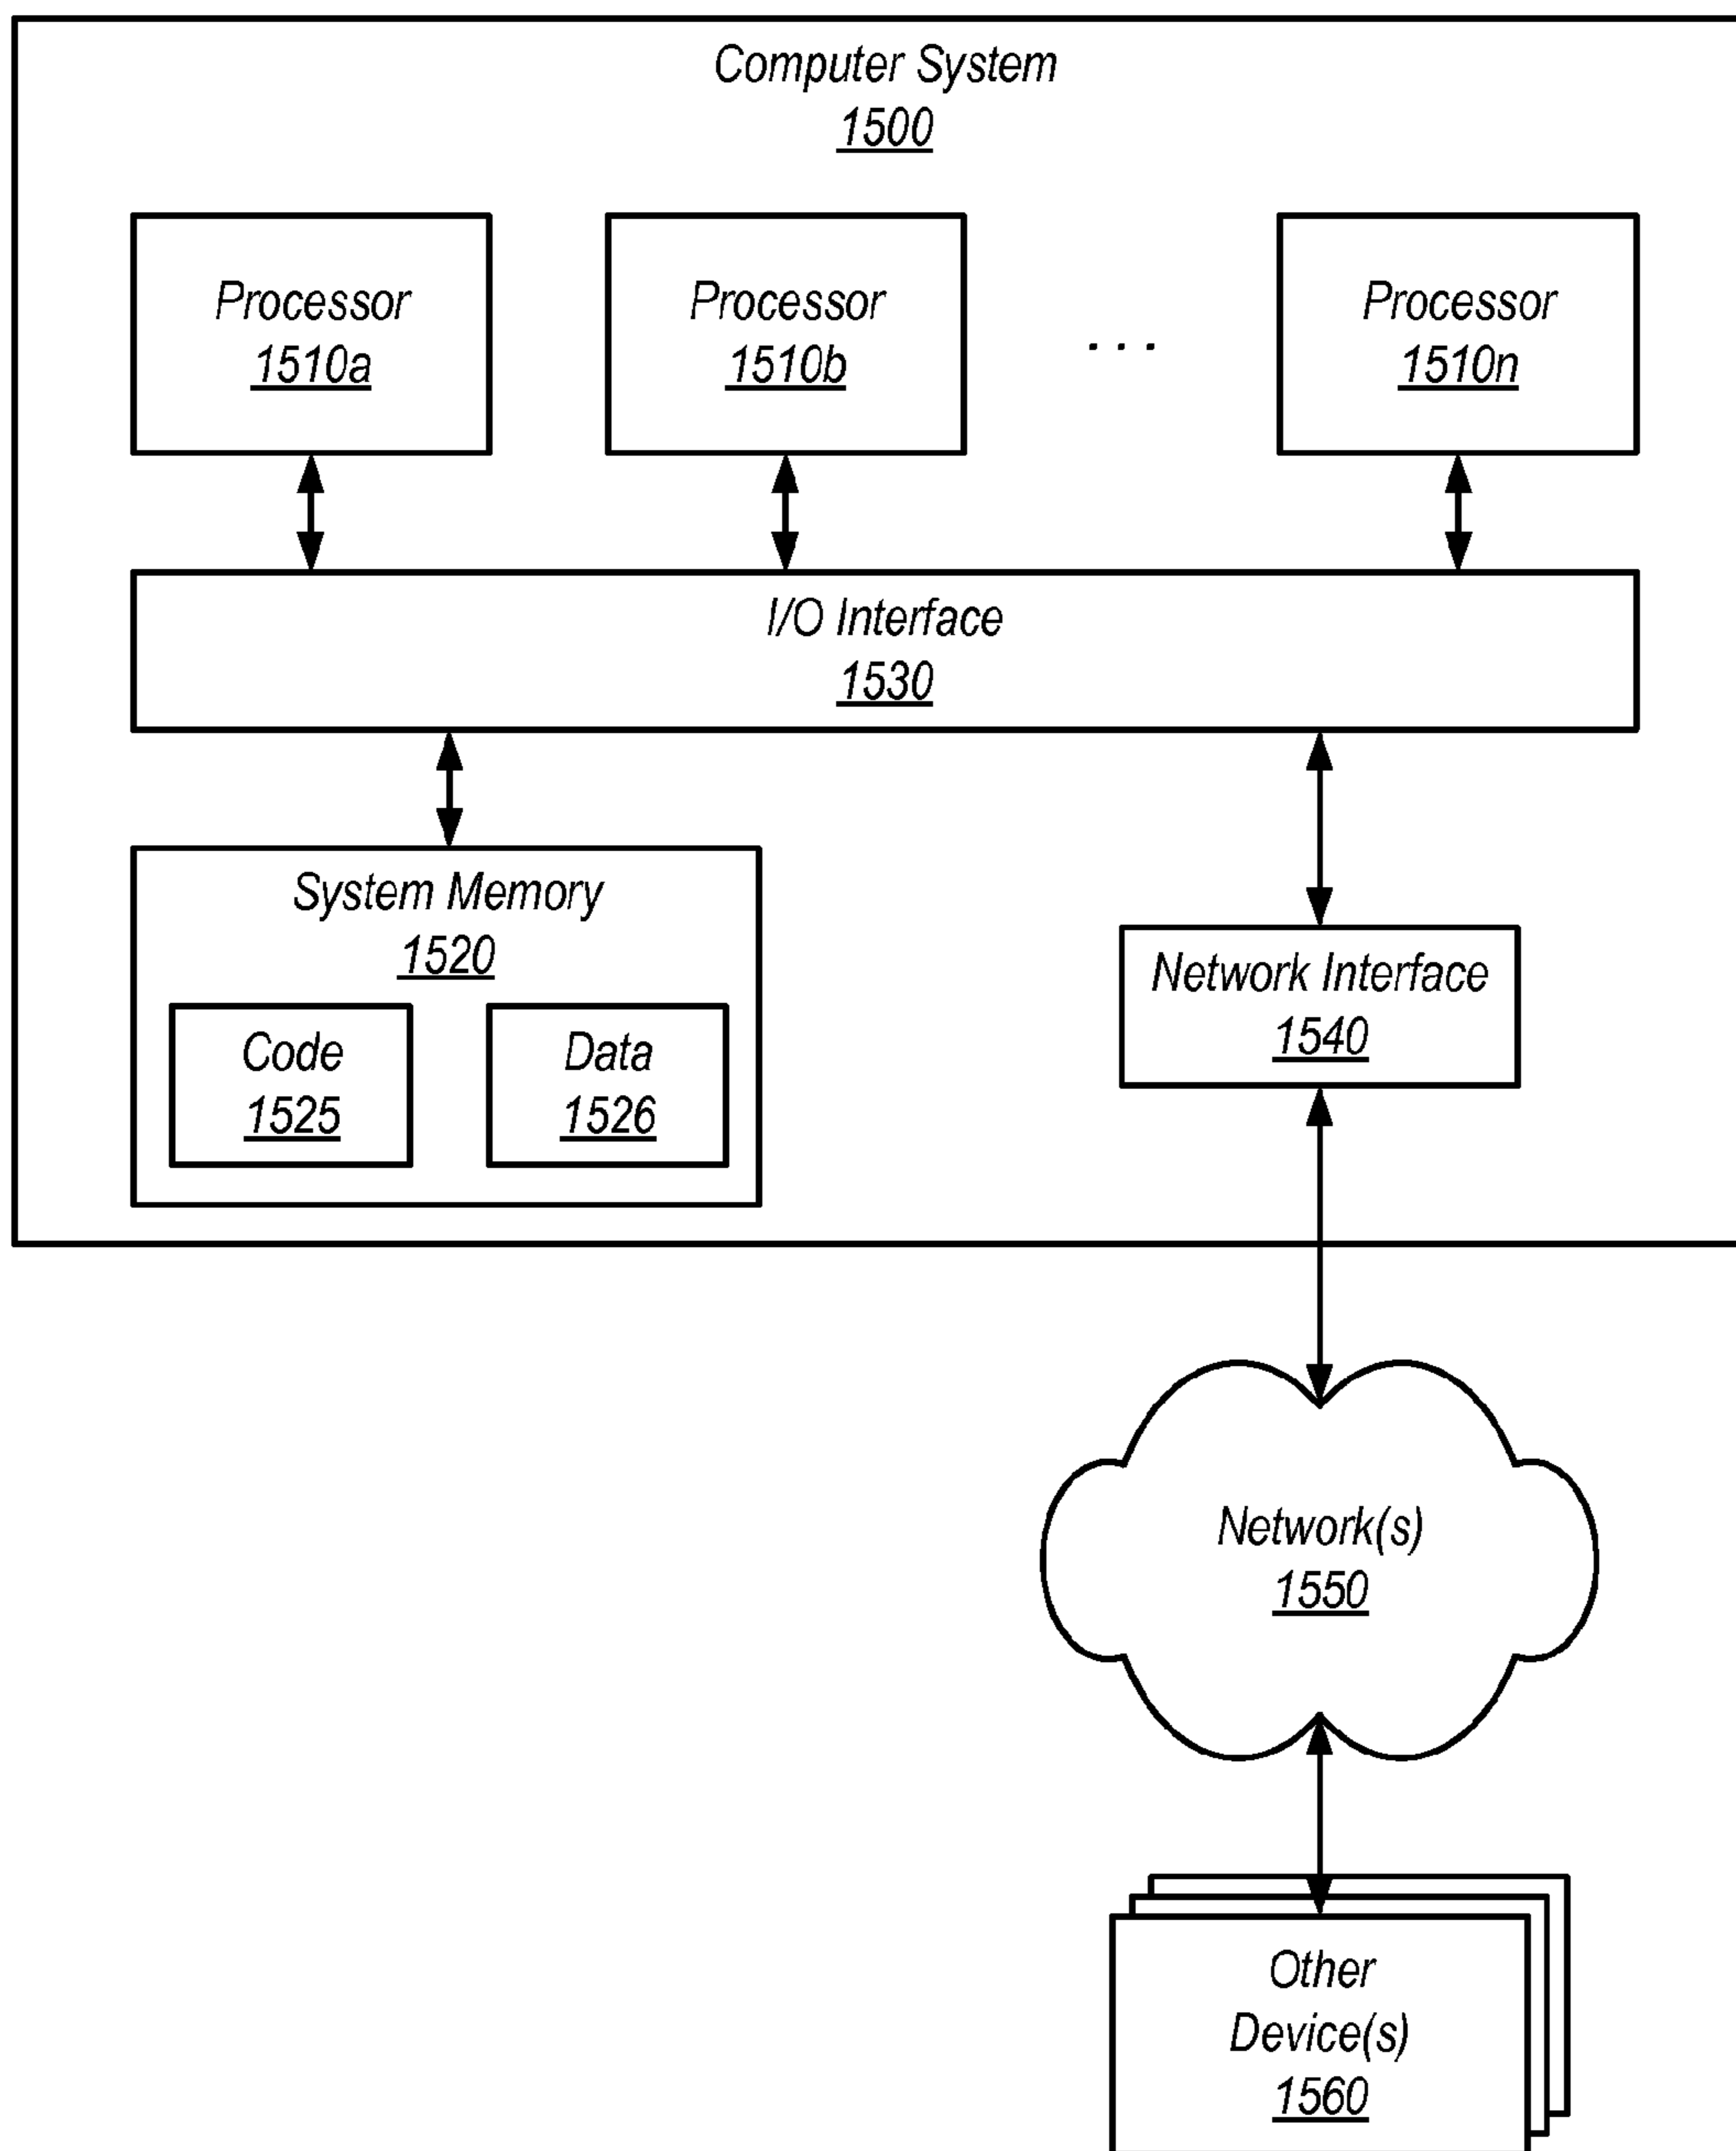 Computer System
1500
Processor
1510a
Processor
1510b
...
Processor
1510n
I/O Interface
1530
System Memory
1520
Code
1525
Data
1526
Network Interface
1540
Network(s)
1550
Other
Device(s)
1560